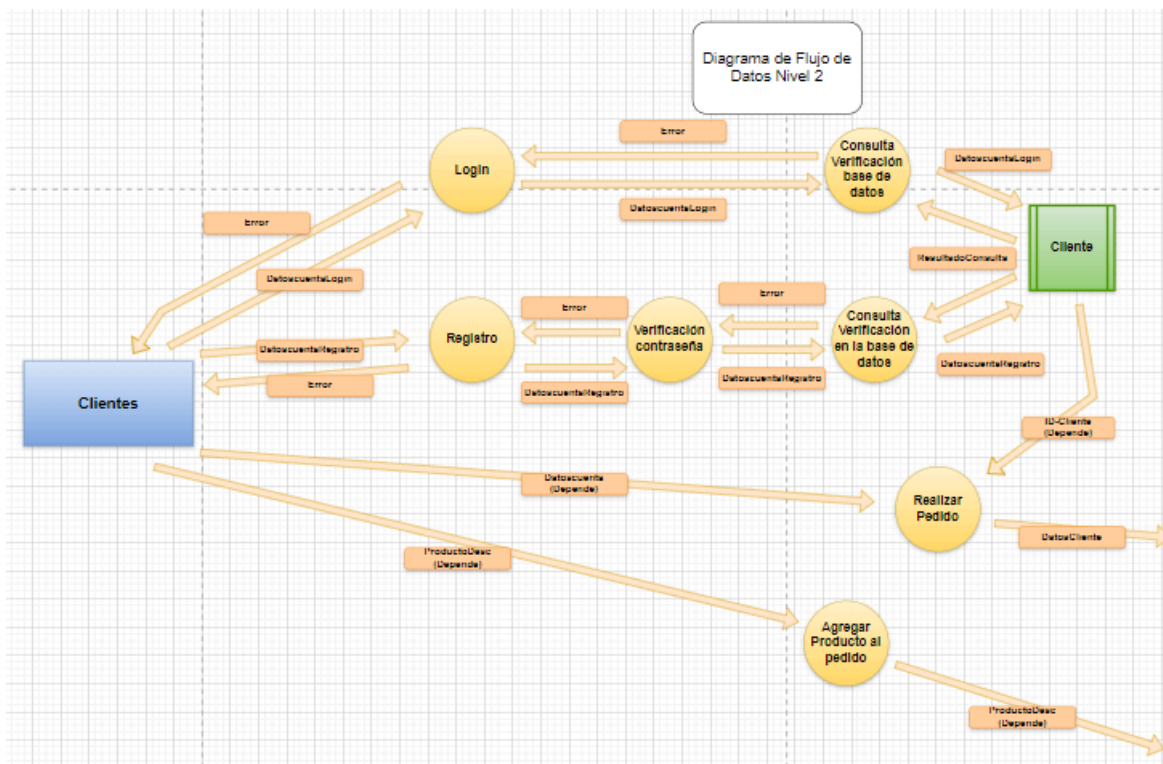 Diagrama de Flujo de
Datos Nivel 2
Error
Login
Consulta
Verificación
base de
datos
DatoscuentaLogin
DatoscuentaLogin
Error
DatoscuentaLogin
Cliente
ResultadoConsulta
Error
Error
Registro
Verificación
contraseña
Consulta
Verificación
en la base de
datos
DatoscuentaRegistro
DatoscuentaRegistro
Error
DatoscuentaRegistro
DatoscuentaRegistro
Clientes
ID-Cliente
(Depende)
Datoscuenta
(Depende)
Realizar
Pedido
DatosCliente
ProductoDesc
(Depende)
Agregar
Producto al
pedido
ProductoDesc
(Depende)